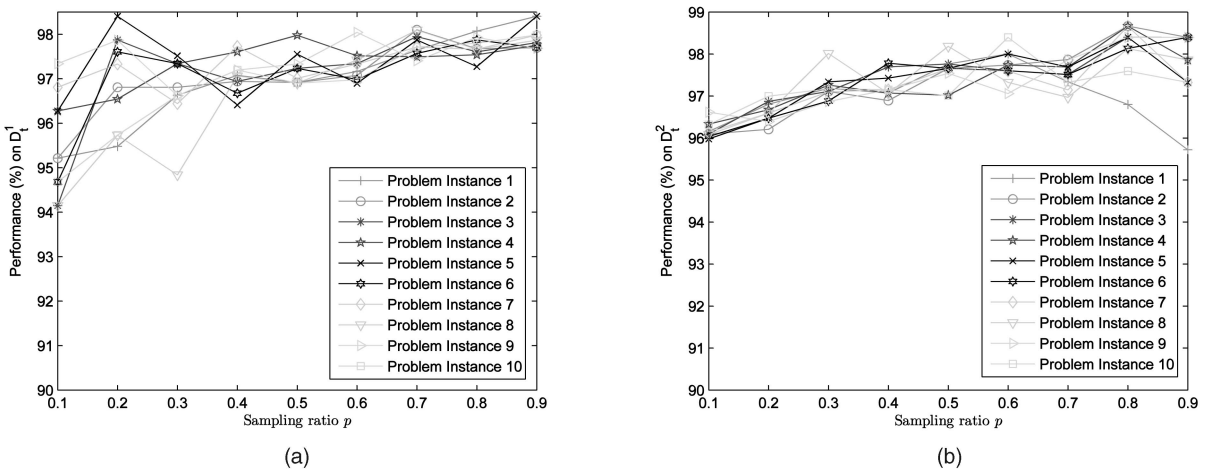 98
97
96
95
94
93
92
91
90
Performance (%) on D_t^1
Problem Instance 1
Problem Instance 2
Problem Instance 3
Problem Instance 4
Problem Instance 5
Problem Instance 6
Problem Instance 7
Problem Instance 8
Problem Instance 9
Problem Instance 10
0.1 0.2 0.3 0.4 0.5 0.6 0.7 0.8 0.9
Sampling ratio p
(a)
99
98
97
96
95
94
93
92
91
90
Performance (%) on D_t^2
Problem Instance 1
Problem Instance 2
Problem Instance 3
Problem Instance 4
Problem Instance 5
Problem Instance 6
Problem Instance 7
Problem Instance 8
Problem Instance 9
Problem Instance 10
0.1 0.2 0.3 0.4 0.5 0.6 0.7 0.8 0.9
Sampling ratio p
(b)